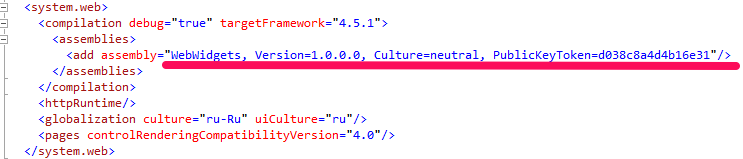 <system.web>
<compilation debug="true" targetFramework="4.5.1">
<assemblies>
<add assembly="WebWidgets, Version=1.0.0.0, Culture=neutral, PublicKeyToken=d038c8a4d4b16e31"/>
</assemblies>
</compilation>
<httpRuntime/>
<globalization culture="ru-Ru" uiCulture="ru"/>
<pages controlRenderingCompatibilityVersion="4.0"/>
</system.web>